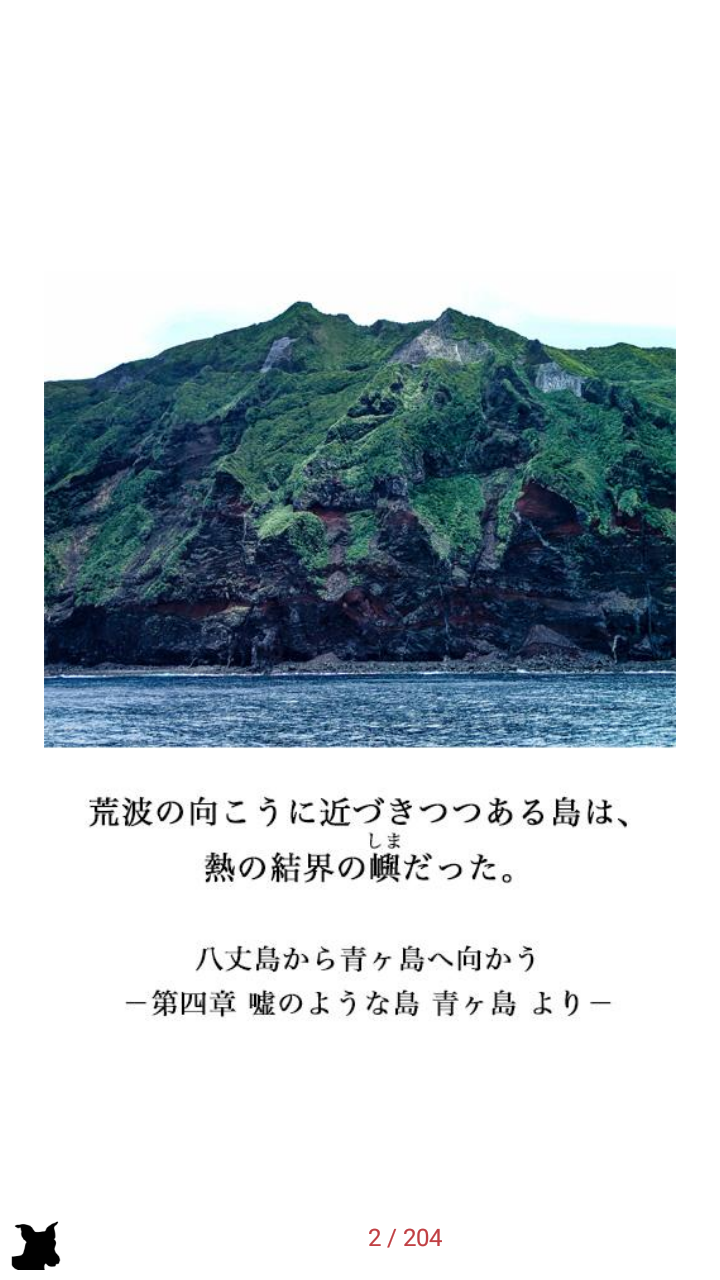 荒波の向こうに近づきつつある島は、
しま
熱の結界の嶼だった。
八丈島から青ヶ島へ向かう
－第四章 嘘のような島 青ヶ島 より－
2 / 204